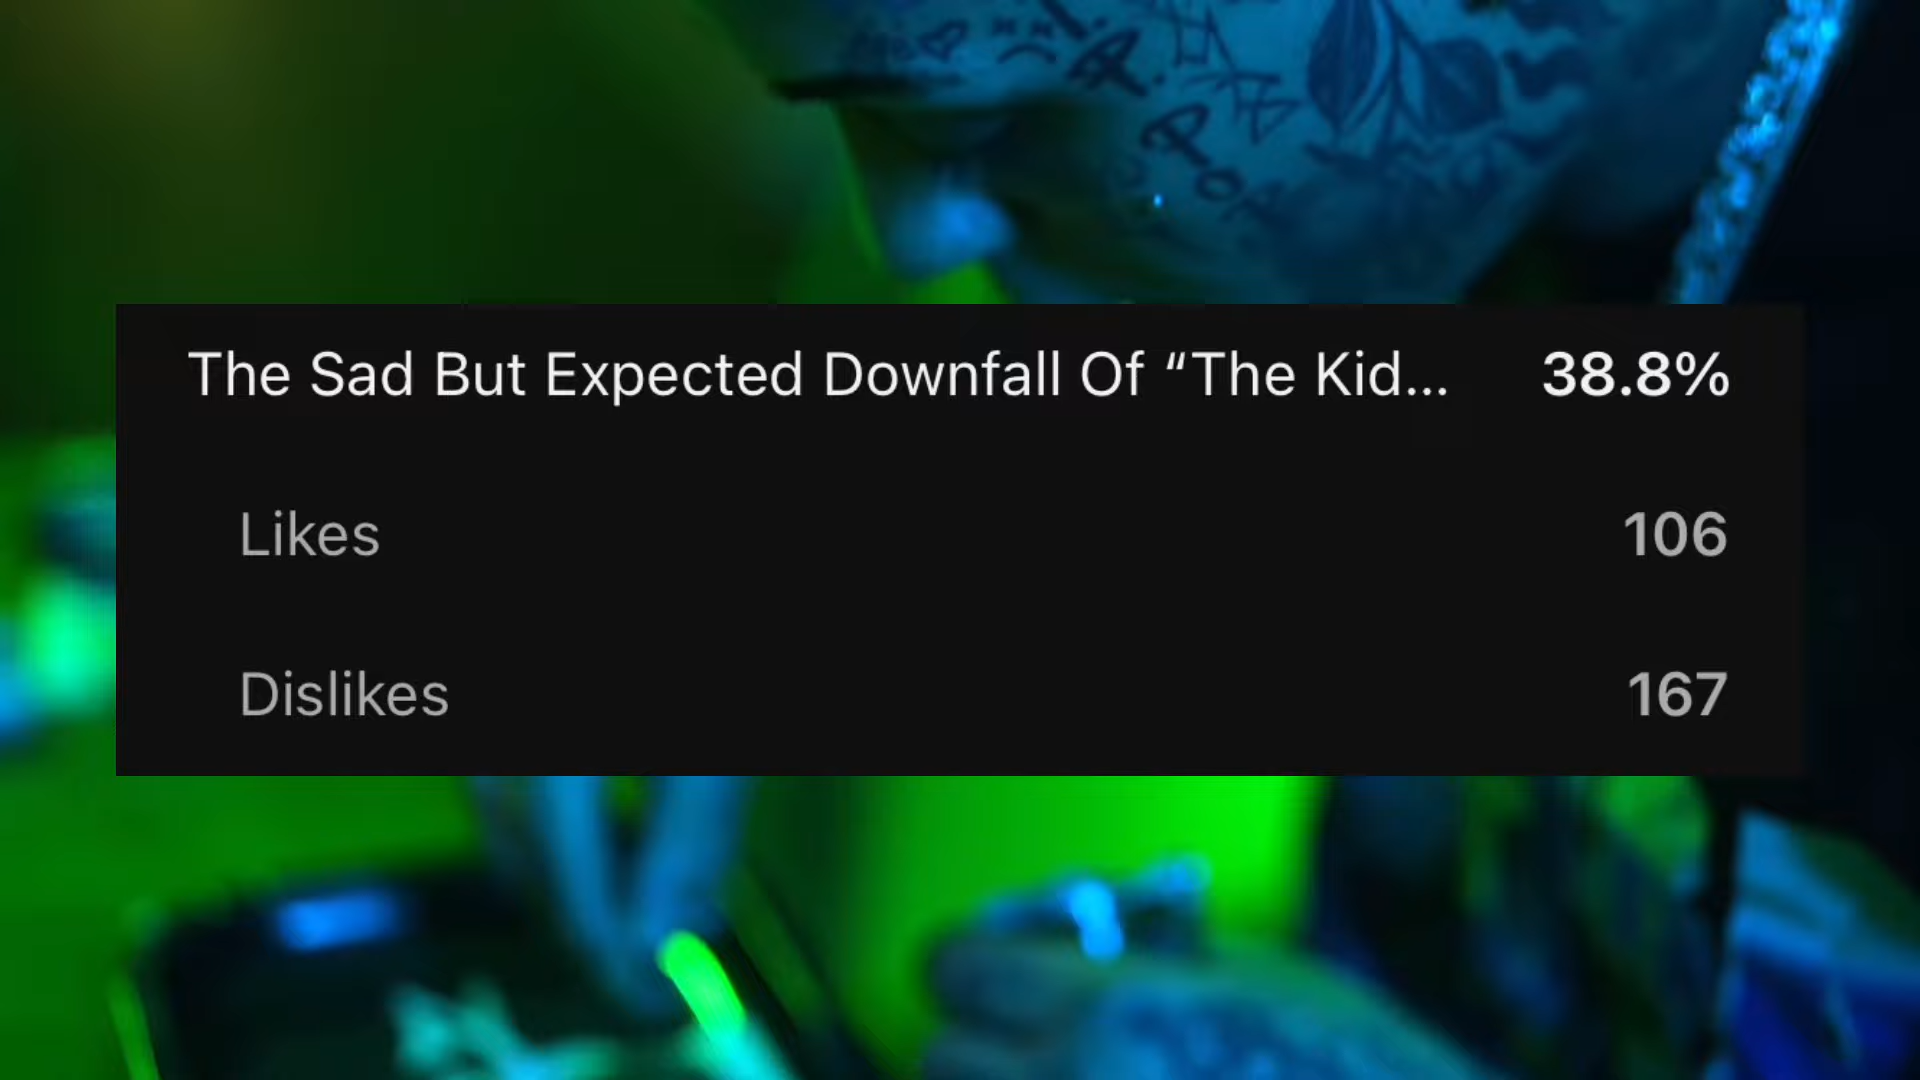 The Sad But Expected Downfall Of “The Kid... 38.8%
Likes 106
Dislikes 167